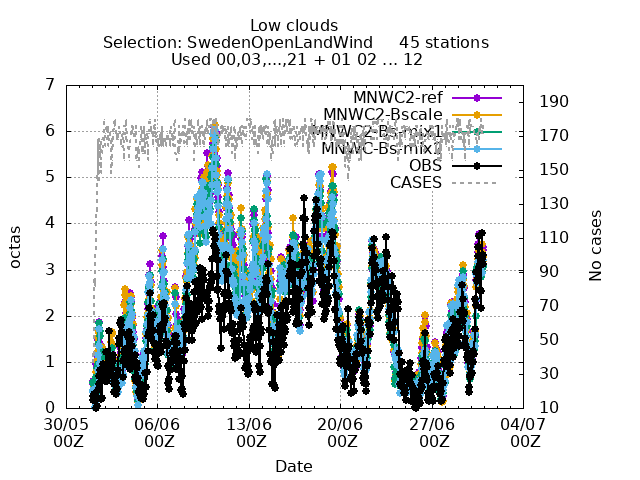 Low clouds
Selection: SwedenOpenLandWind 45 stations
Used 00,03,...,21 + 01 02 ... 12
MNWC2-ref
MNWC2-Bscale
MNWC2-Bs-mix1
MNWC-Bs-mix2
OBS
CASES
octas
7
6
5
4
3
2
1
0
No cases
190
170
150
130
110
90
70
50
30
10
30/05 06/06 13/06 20/06 27/06 04/07
00Z 00Z 00Z 00Z 00Z 00Z
Date